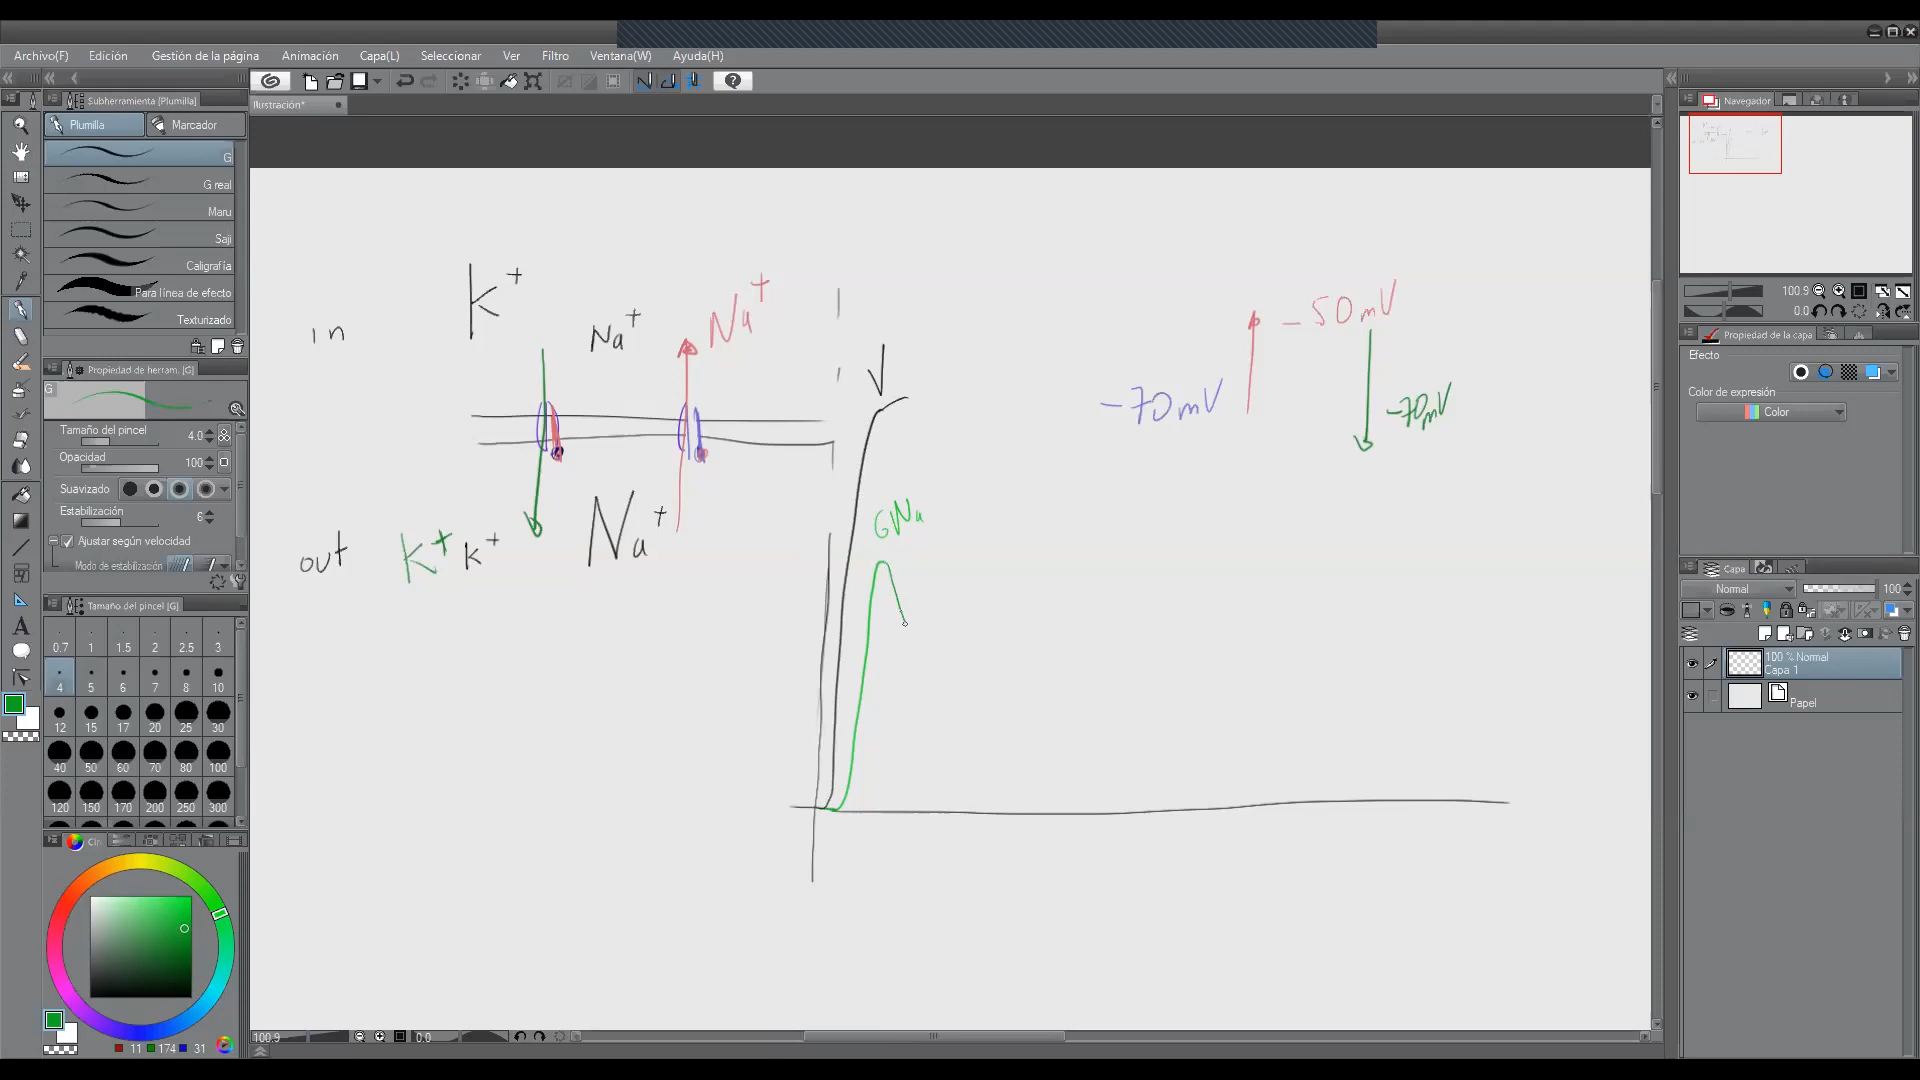 Archivo(F) Edición Gestión de la página Animación Capa(L) Seleccionar Ver Filtro Ventana(W) Ayuda(H)
Ilustración*
Subherramienta [Plumilla]
Plumilla Marcador
G
G real
Maru
Saji
Caligrafía
Para línea de efecto
Texturizado
Propiedad de herram. [G]
G
Tamaño del pincel 4.0
Opacidad 100
Suavizado
Estabilización 6
Ajustar según velocidad
Modo de estabilización
Tamaño del pincel [G]
0.7 1 1.5 2 2.5 3
4 5 6 7 8 10
12 15 17 20 25 30
40 50 60 70 80 100
120 150 170 200 250 300
11 174 31
in
K+
Na+
Na+
V
out
K+ K+
Na+
GNa
-70mV
-50mV
-70mV
100.9 0.0
Navegador
100.9
0.0
Propiedad de la capa
Efecto
Color de expresión
Color
Capa
Normal 100
100 % Normal
Capa 1
Papel